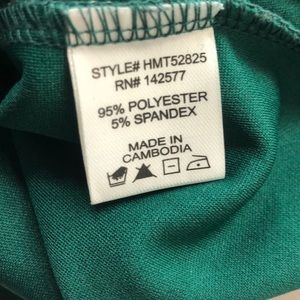 STYLE# HMT52825
RN# 142577
95% POLYESTER
5% SPANDEX
MADE IN
CAMBODIA